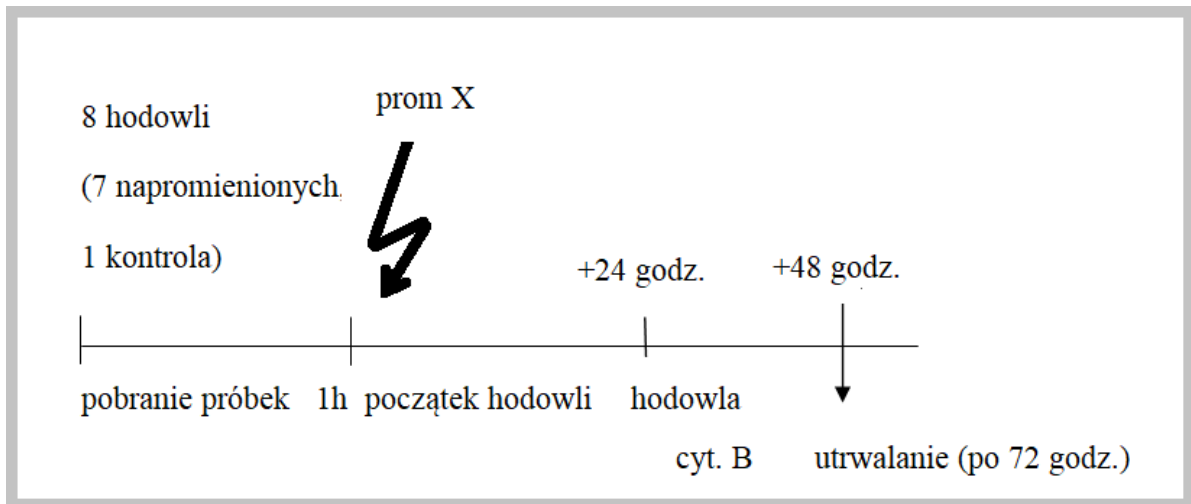 8 hodowli
(7 napromienionych,
1 kontrola)
prom X
+24 godz.
+48 godz.
pobranie próbek 1h początek hodowli hodowla
cyt. B utrwalanie (po 72 godz.)